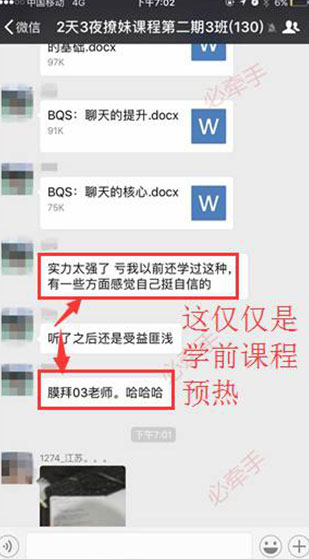 中国移动 4G
下午7:02
6%
微信
2天3夜撩妹课程第二期3班(130)
的基础.docx
97K
W
必牵手
BQS：聊天的提升.docx
91K
W
BQS：聊天的核心.docx
75K
W
实力太强了 亏我以前还学过这种，
有一些方面感觉自己挺自信的
听了之后还是受益匪浅
这仅仅是
学前课程
预热
膜拜03老师。哈哈哈
必牵手
下午7:01
1274_江苏。。。
必牵手